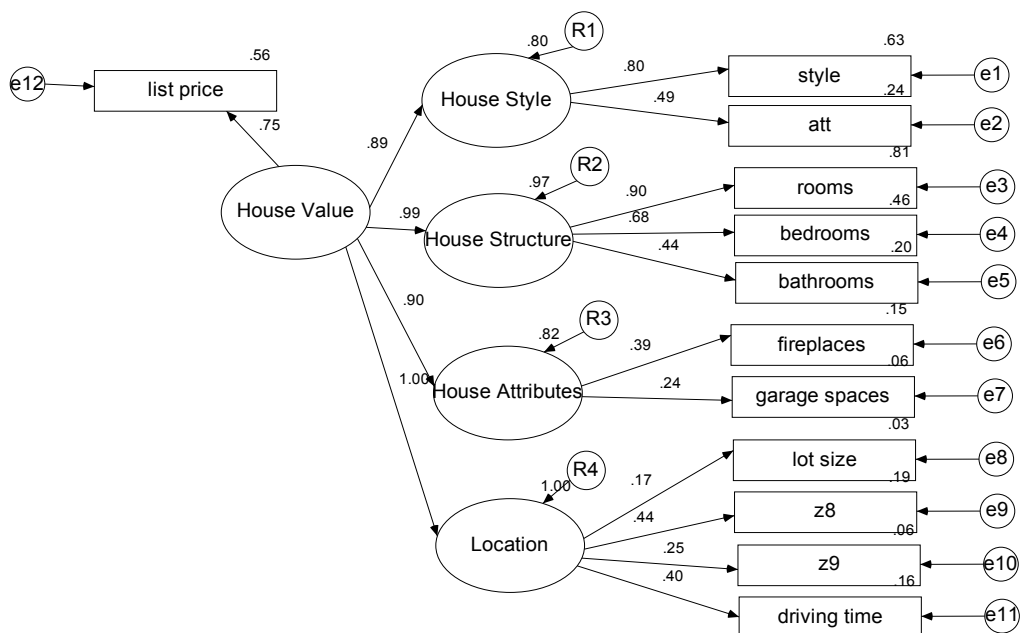 R1
.63
.80
.56
.80
style
e1
e12
list price
House Style
.24
.49
att
e2
.75
.89
.81
R2
.97
.90
rooms
e3
.46
House Value
.99
.68
House Structure
bedrooms
e4
.20
.44
bathrooms
e5
.90
.15
R3
.82
.39
fireplaces
e6
.06
1.00
House Attributes
.24
garage spaces
e7
.03
R4
lot size
e8
1.00
.17
.19
.44
z8
e9
.06
Location
.25
z9
e10
.40
.16
driving time
e11